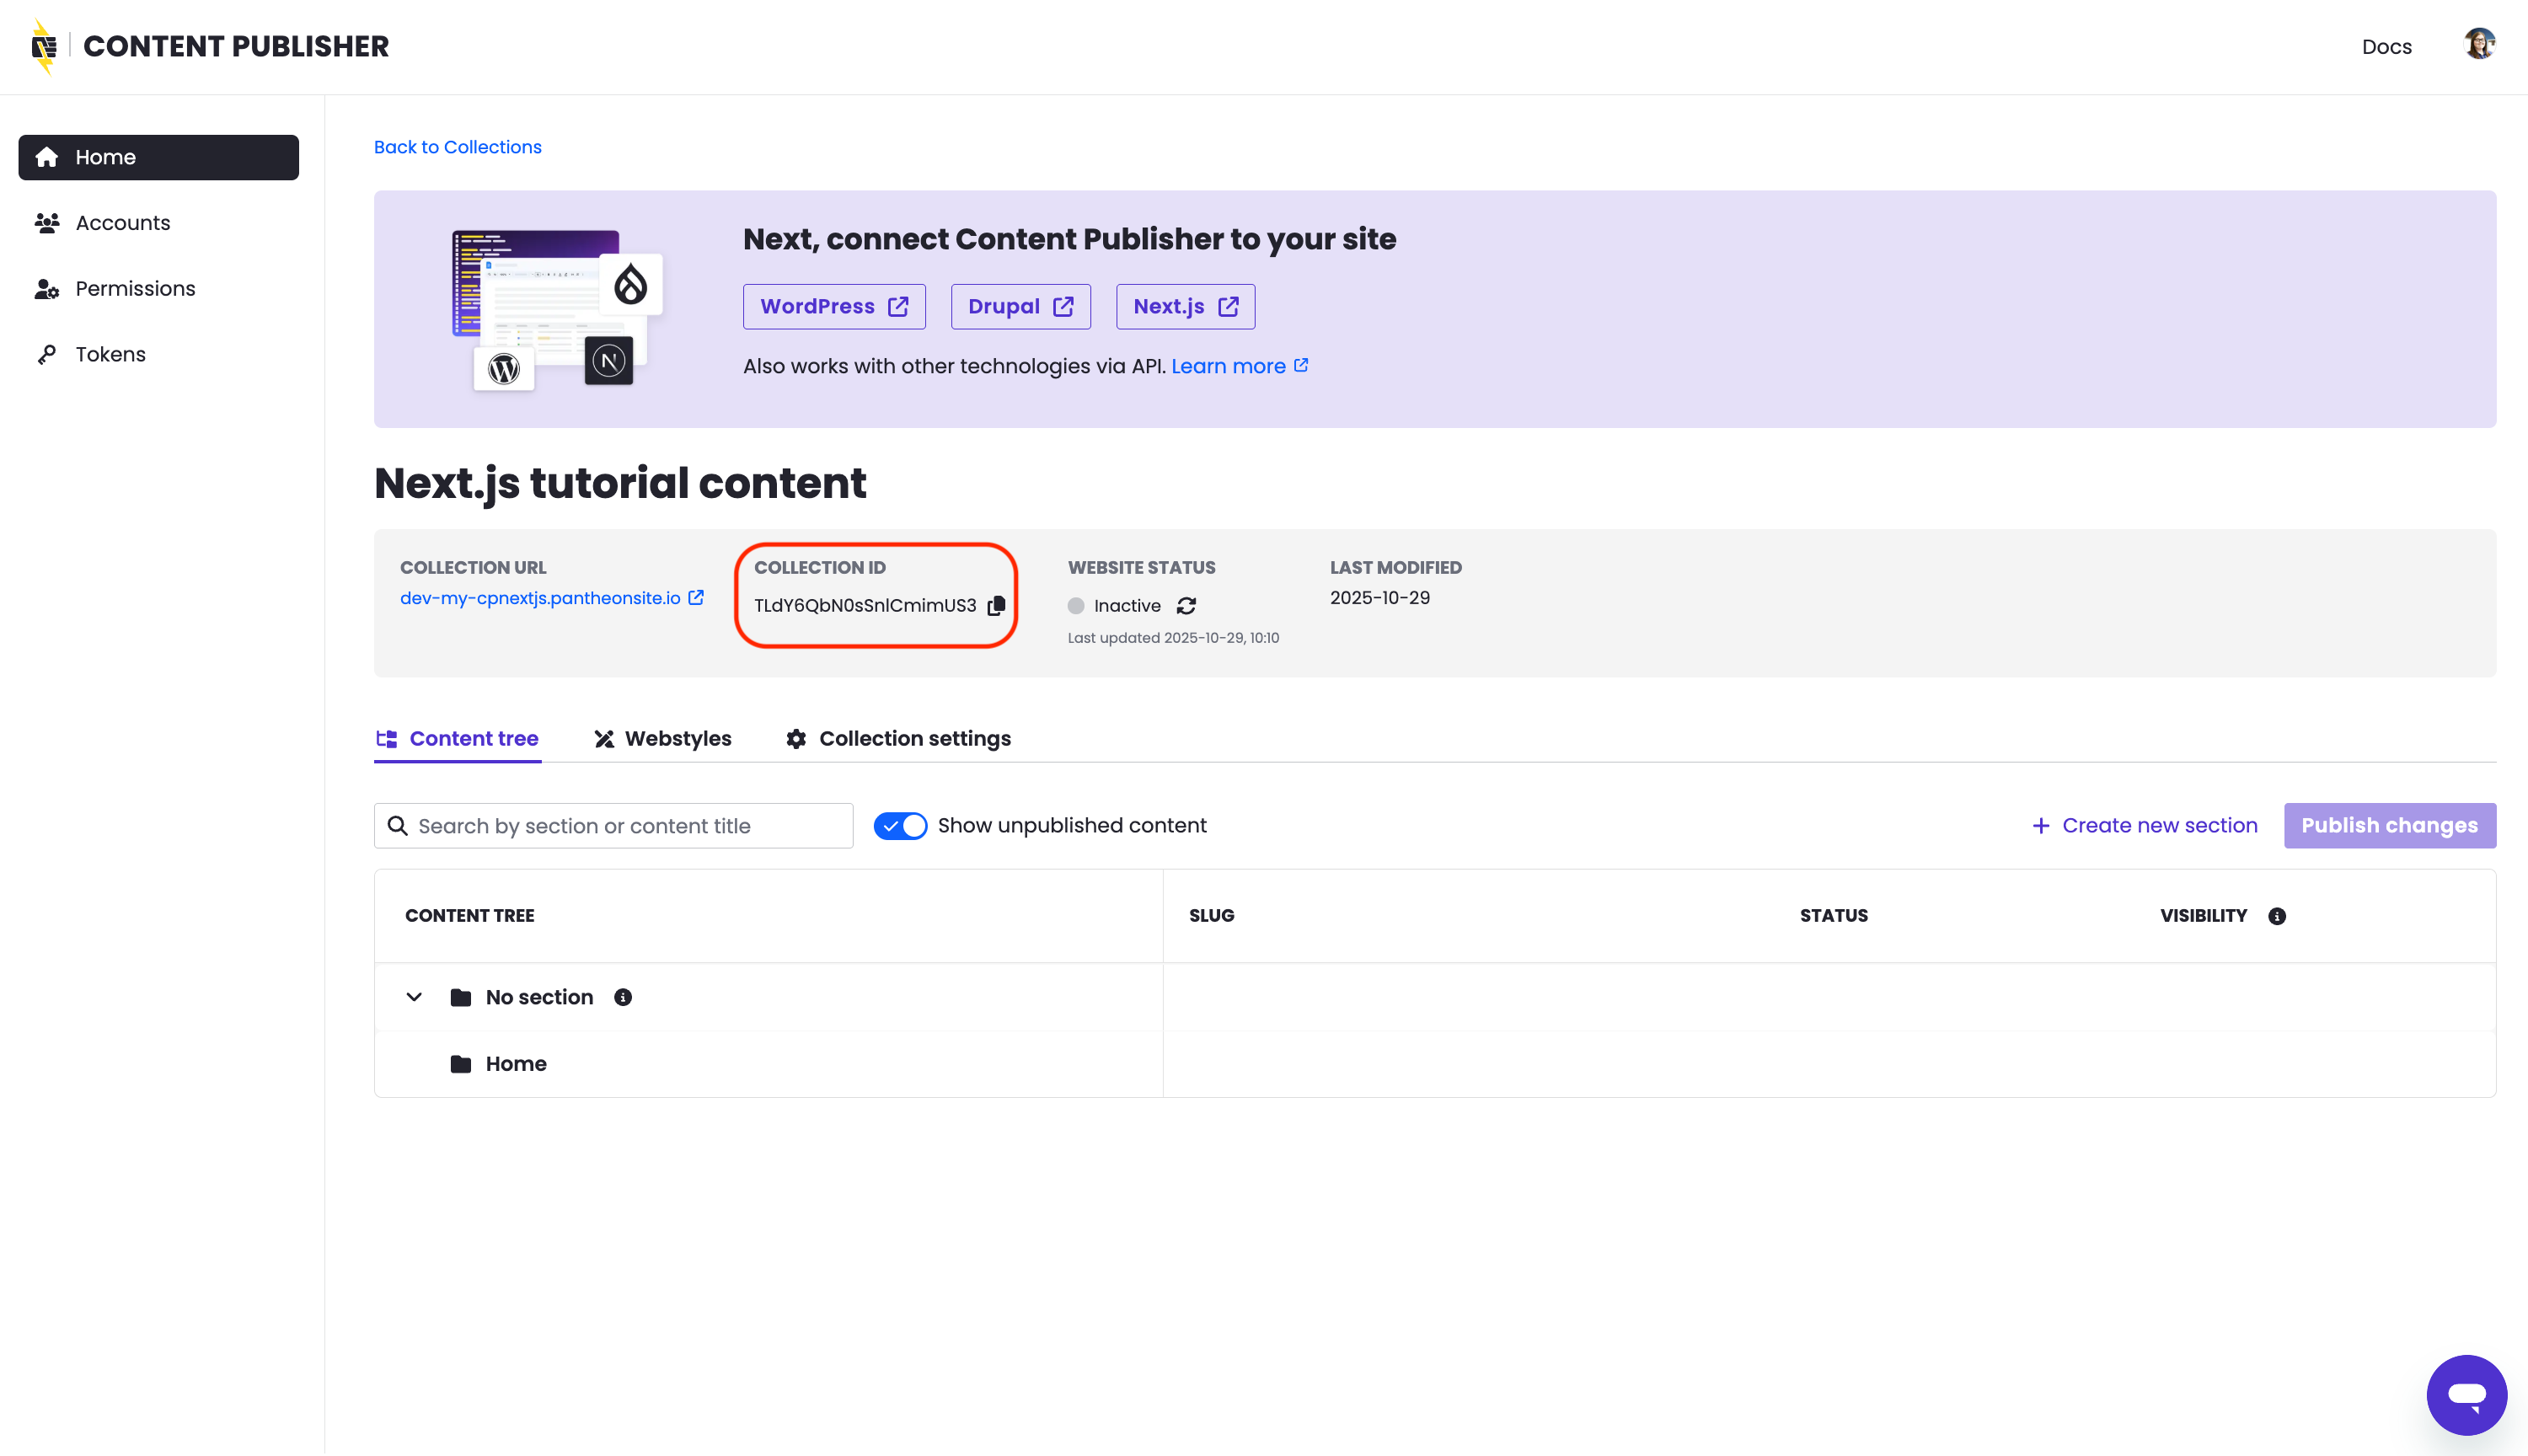 CONTENT PUBLISHER
Docs
Home
Accounts
Permissions
Tokens
Back to Collections
Next, connect Content Publisher to your site
WordPress
Drupal
Next.js
Also works with other technologies via API. Learn more
Next.js tutorial content
COLLECTION URL
dev-my-cpnextjs.pantheonsite.io
COLLECTION ID
TLdY6QbN0sSnlCmimUS3
WEBSITE STATUS
Inactive
Last updated 2025-10-29, 10:10
LAST MODIFIED
2025-10-29
Content tree
Webstyles
Collection settings
Search by section or content title
Show unpublished content
Create new section
Publish changes
CONTENT TREE
SLUG
STATUS
VISIBILITY
No section
Home